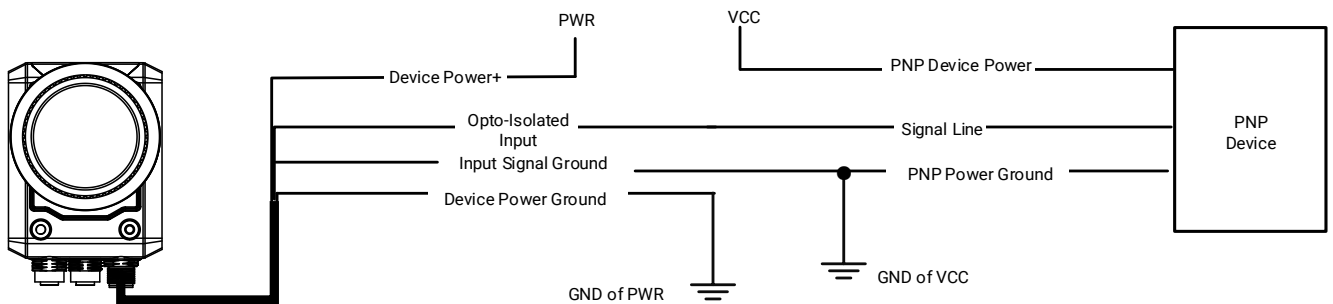 PWR
VCC
Device Power+
PNP Device Power
Opto-Isolated
Input
Signal Line
PNP
Device
Input Signal Ground
PNP Power Ground
Device Power Ground
GND of VCC
GND of PWR